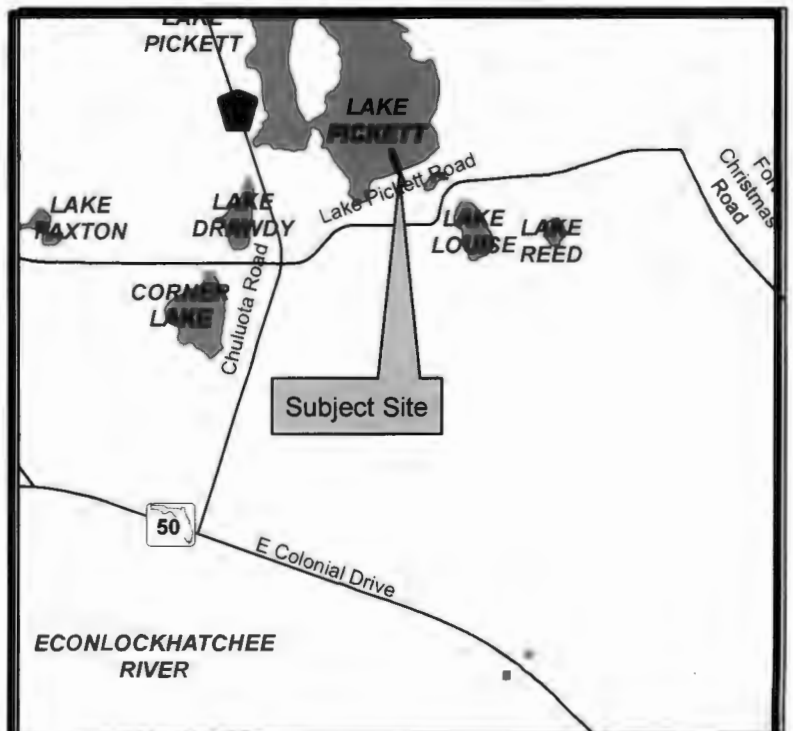 LAKE
PICKETT
LAKE
PICKETT
Lake Pickett Road
Christmas
Road
LAKE
LAKE
DRAWDY
LAKE
LOUISE
LAKE
REED
CORNER
LAKE
Chuluota Road
Subject Site
50
E Colonial Drive
ECONLOCKHATCHEE
RIVER